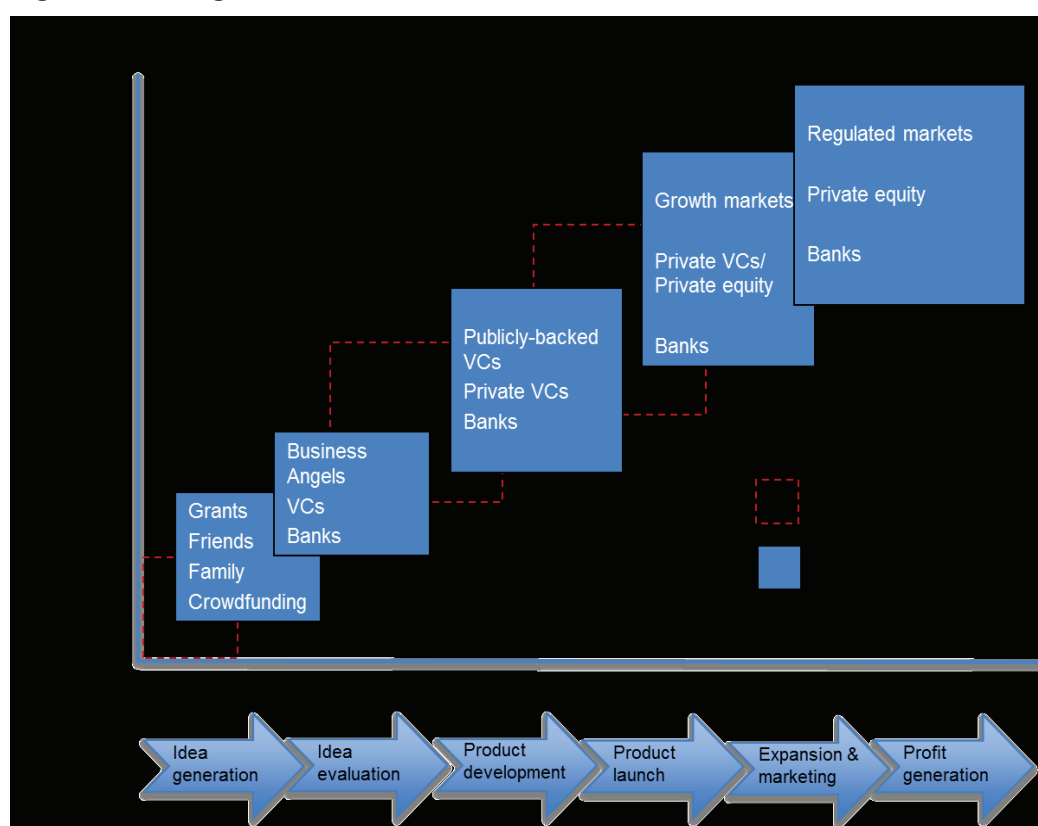 Regulated markets
Private equity
Banks
Growth markets
Private VCs/
Private equity
Banks
Publicly-backed
VCs
Private VCs
Banks
Business
Angels
VCs
Banks
Grants
Friends
Family
Crowdfunding
Idea
generation
Idea
evaluation
Product
development
Product
launch
Expansion &
marketing
Profit
generation